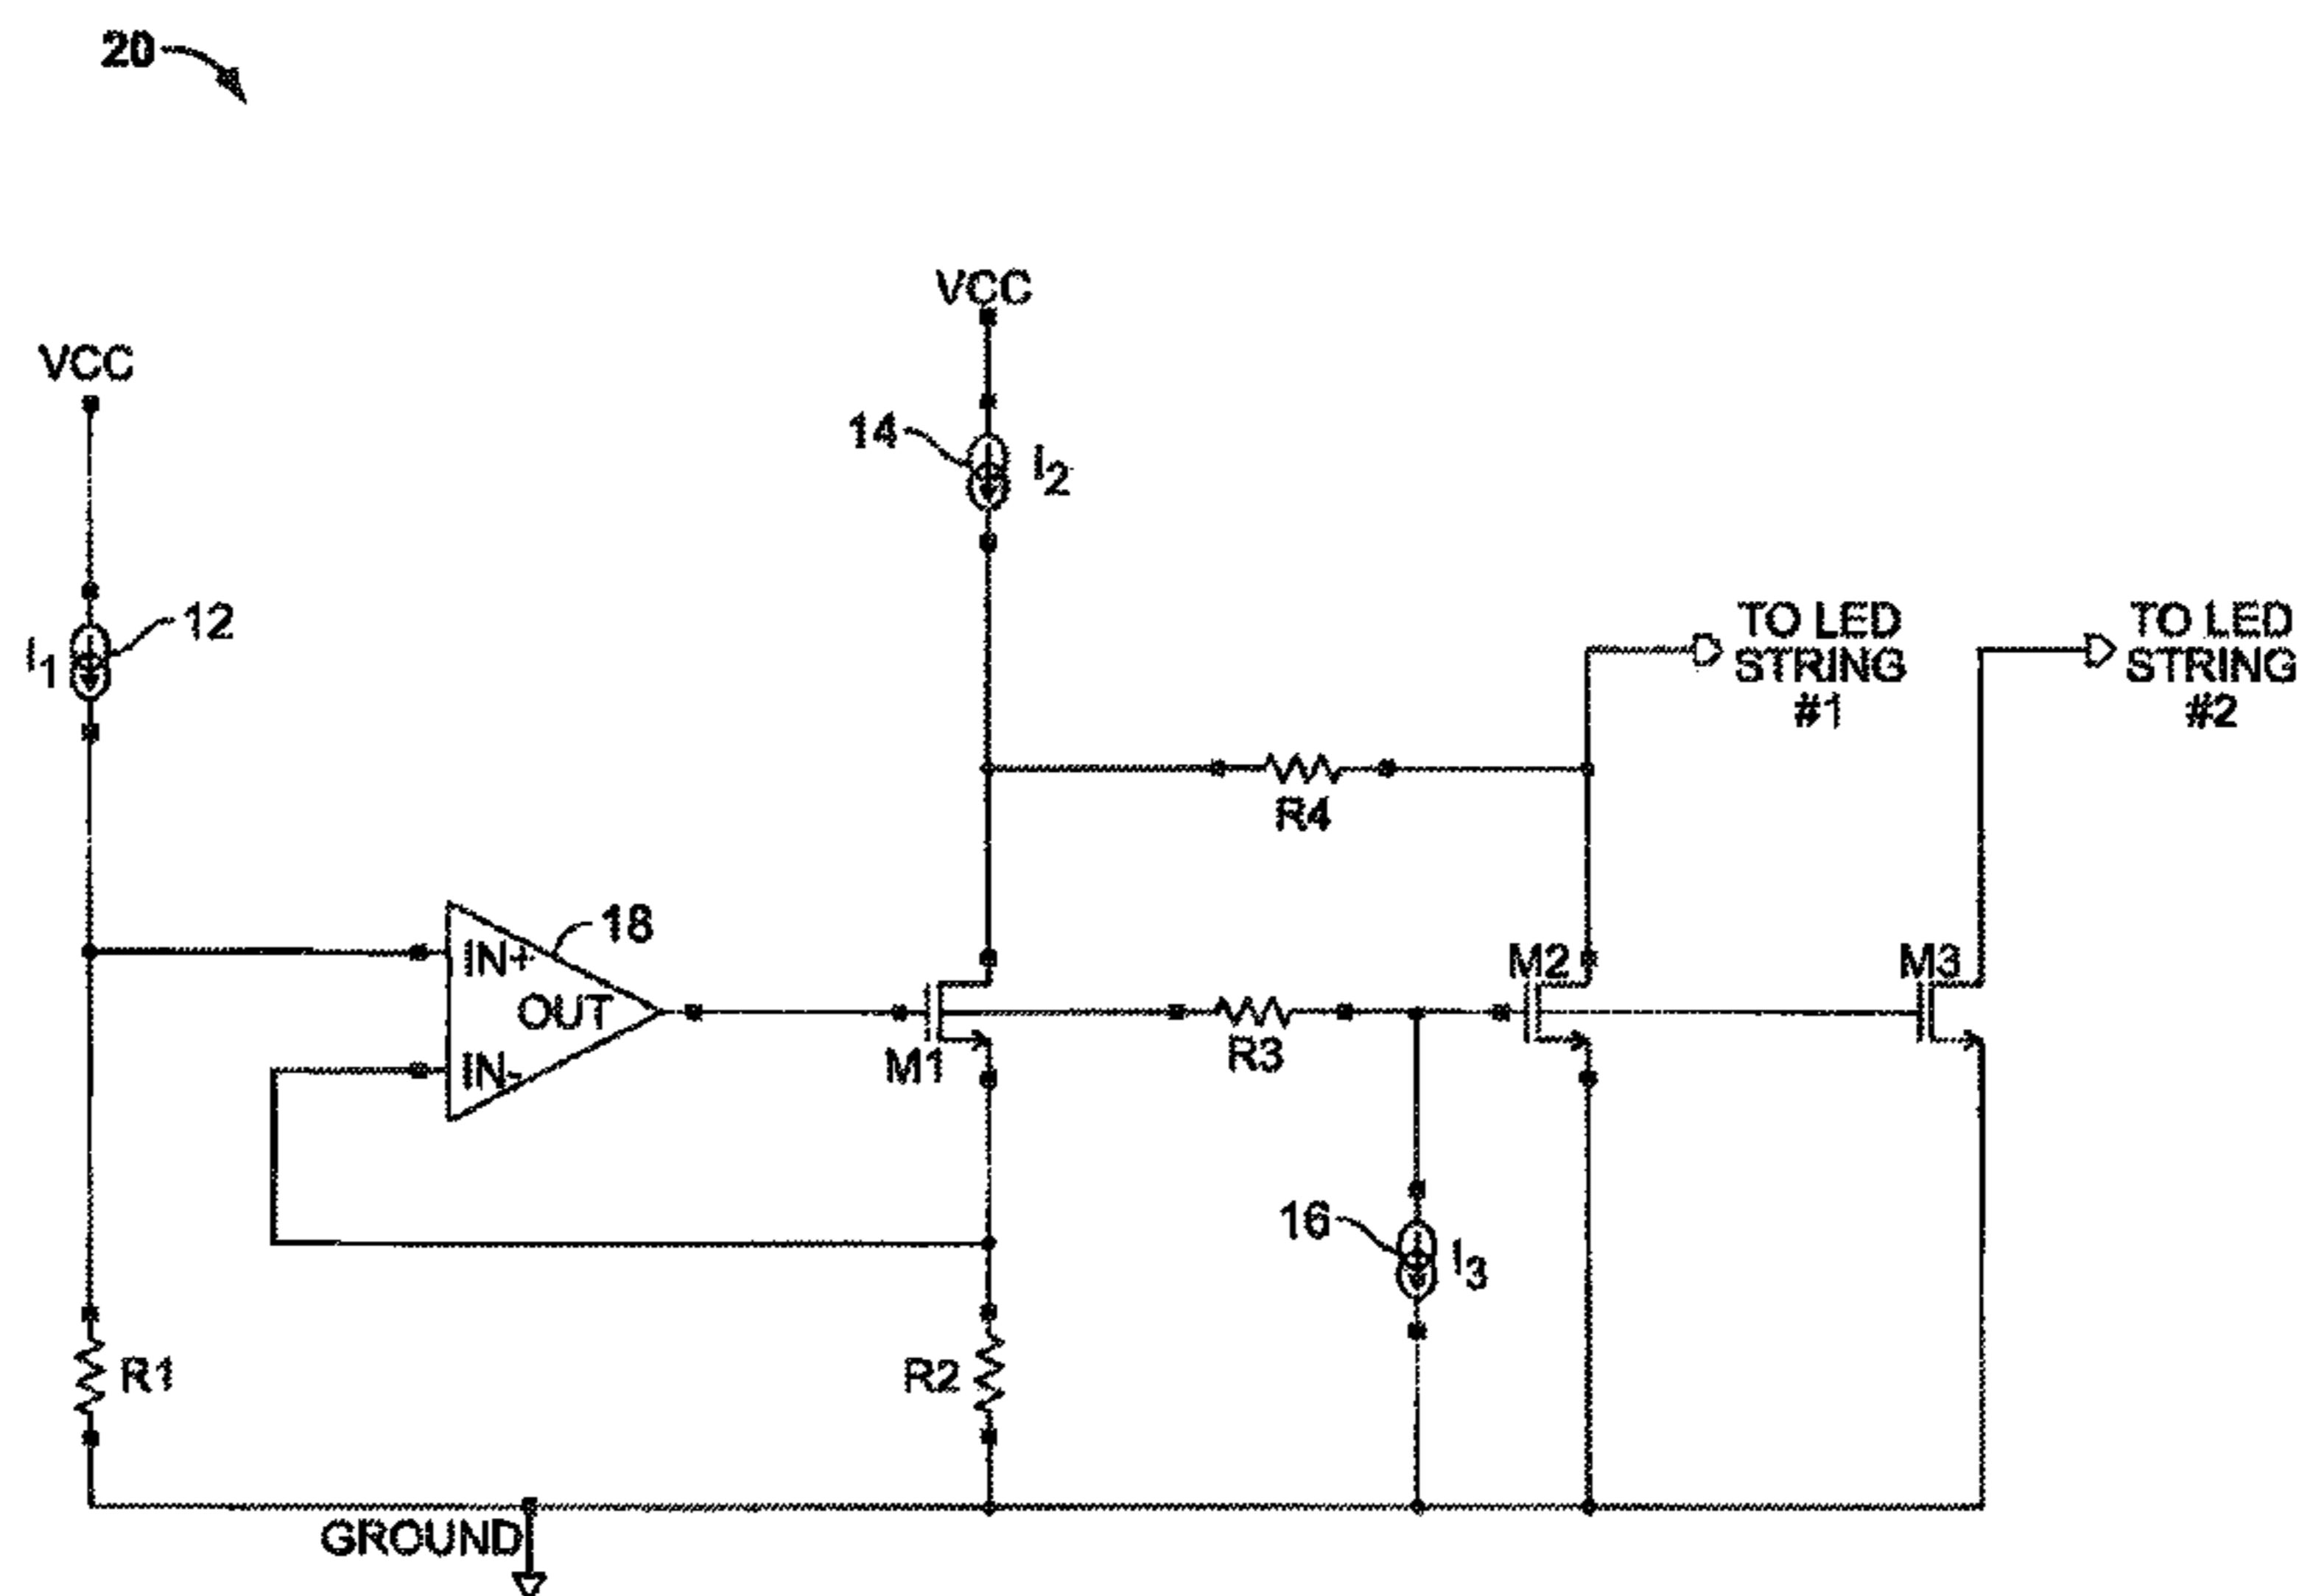 20
VCC
VCC
14
I2
12
I1
TO LED
STRING
#1
TO LED
STRING
#2
R4
18
IN+
OUT
IN-
M1
R3
M2
M3
16
I3
R1
R2
GROUND